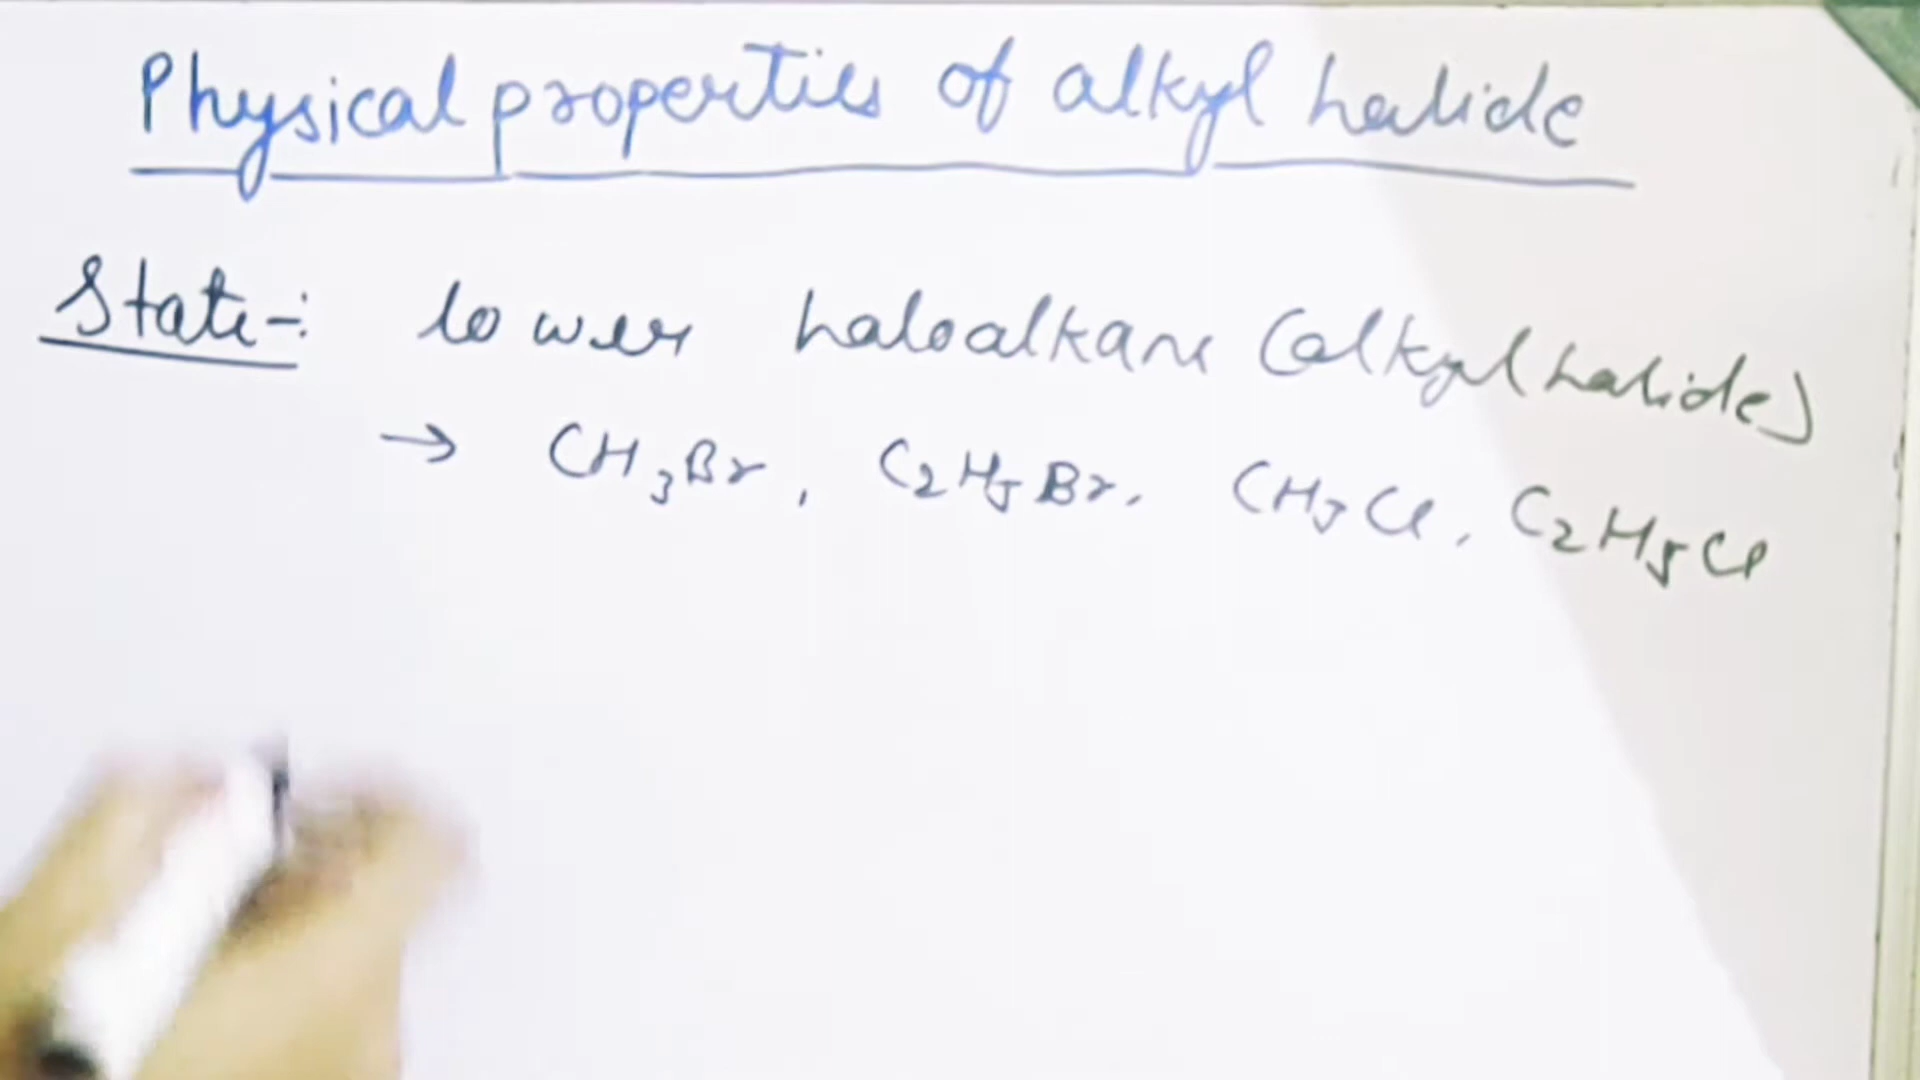 Physical properties of alkyl halide
State-: lower haloalkane (alkyl halide)
→ CH₃Br, C₂H₅Br, CH₃Cl, C₂H₅Cl